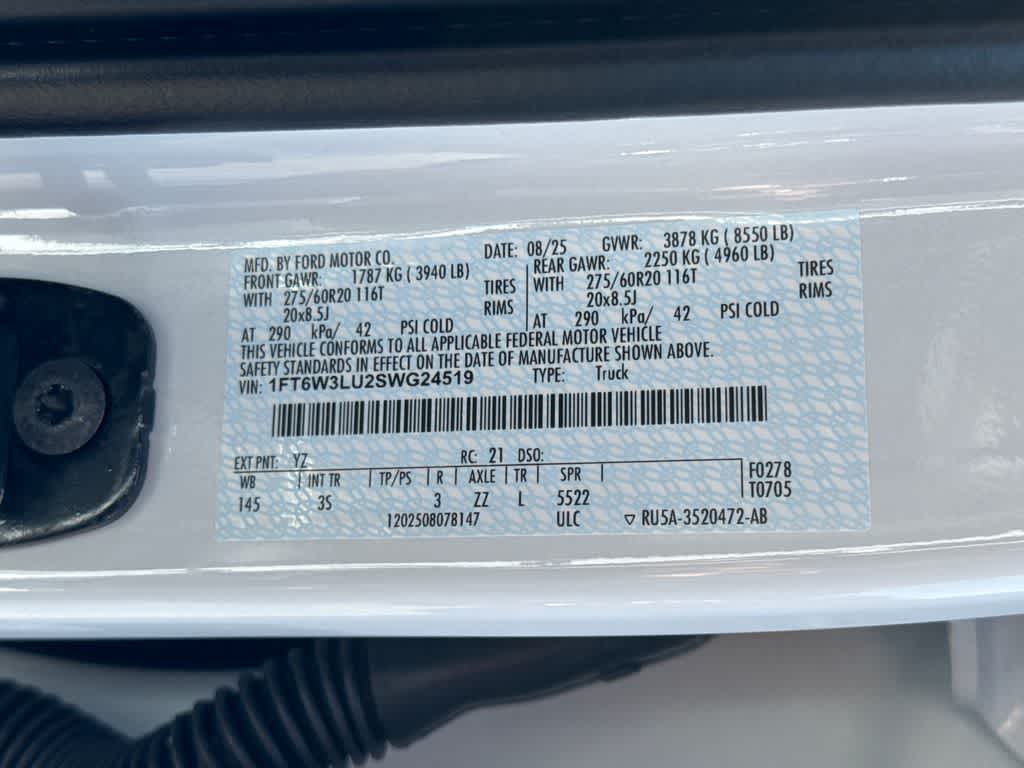 MFD. BY FORD MOTOR CO. DATE: 08/25 GVWR: 3878 KG ( 8550 LB)
FRONT GAWR: 1787 KG ( 3940 LB) REAR GAWR: 2250 KG ( 4960 LB)
WITH 275/60R20 116T TIRES WITH 275/60R20 116T TIRES
20x8.5J RIMS 20x8.5J RIMS
AT 290 kPa/ 42 PSI COLD AT 290 kPa/ 42 PSI COLD
THIS VEHICLE CONFORMS TO ALL APPLICABLE FEDERAL MOTOR VEHICLE
SAFETY STANDARDS IN EFFECT ON THE DATE OF MANUFACTURE SHOWN ABOVE.
VIN: 1FT6W3LU2SWG24519 TYPE: Truck
EXT PNT: YZ RC: 21 DSO:
WB INT TR TP/PS R AXLE TR SPR F0278
145 3S 3 ZZ L 5522 T0705
1202508078147 ULC ▽ RU5A-3520472-AB